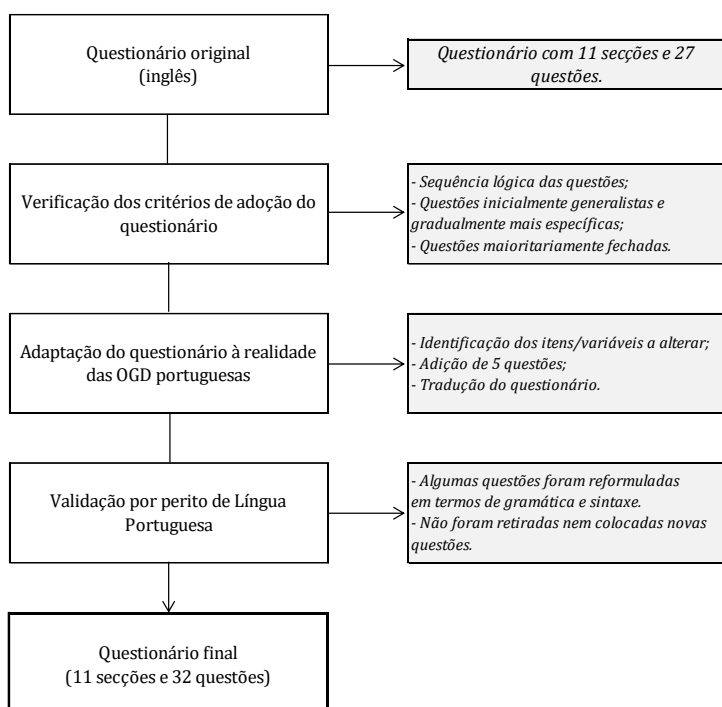 Questionário original
(inglês)
Questionário com 11 secções e 27
questões.
Verificação dos critérios de adoção do
questionário
- Sequência lógica das questões;
- Questões inicialmente generalistas e
gradualmente mais específicas;
- Questões maioritariamente fechadas.
Adaptação do questionário à realidade
das OGD portuguesas
- Identificação dos itens/variáveis a alterar;
- Adição de 5 questões;
- Tradução do questionário.
Validação por perito de Língua
Portuguesa
- Algumas questões foram reformuladas
em termos de gramática e sintaxe.
- Não foram retiradas nem colocadas novas
questões.
Questionário final
(11 secções e 32 questões)